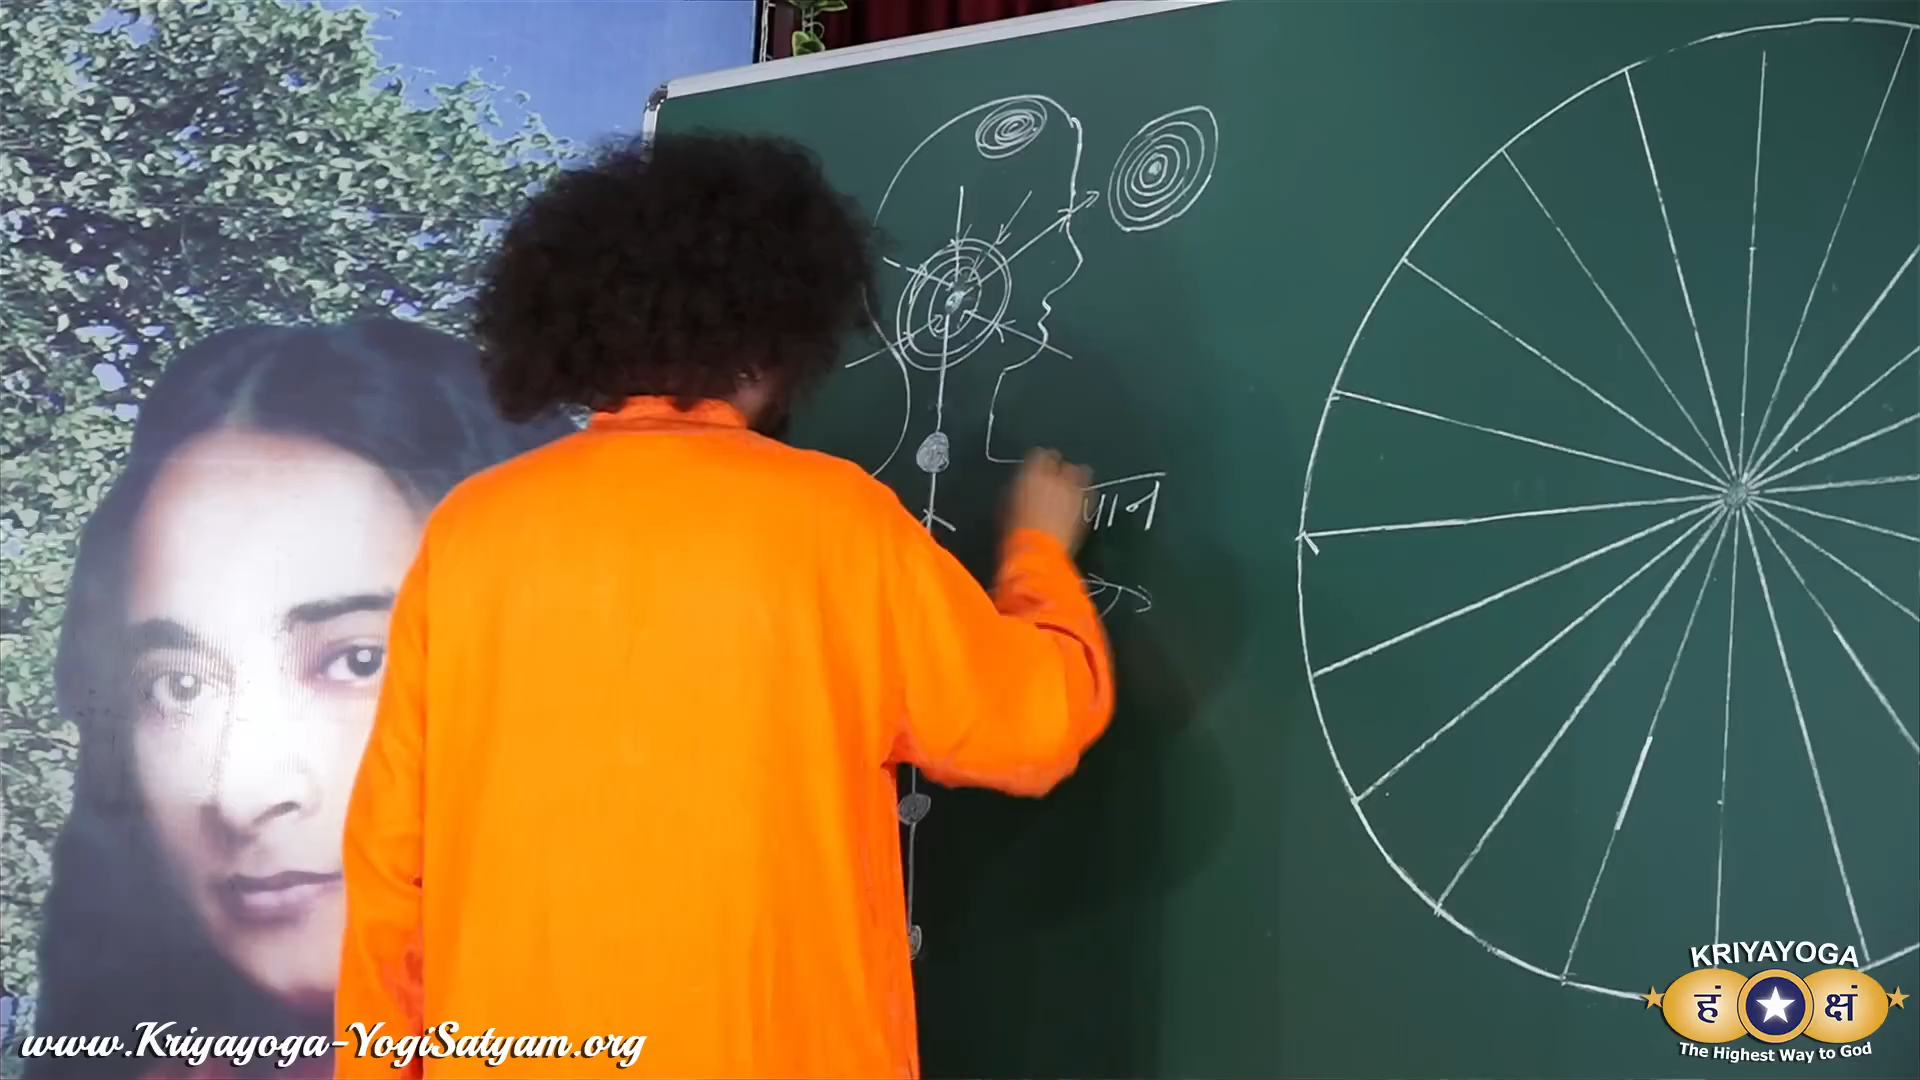 पान
KRIYAYOGA
हं क्षं
The Highest Way to God
www.Kriyayoga-YogiSatyam.org